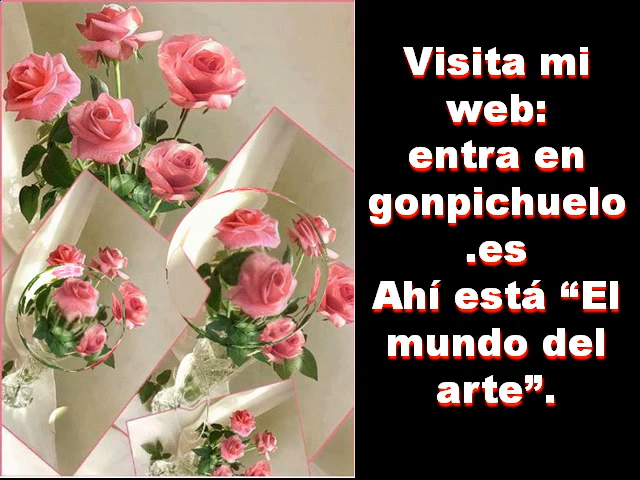 Visita mi
web:
entra en
gonpichuelo
.es
Ahí está “El
mundo del
arte”.